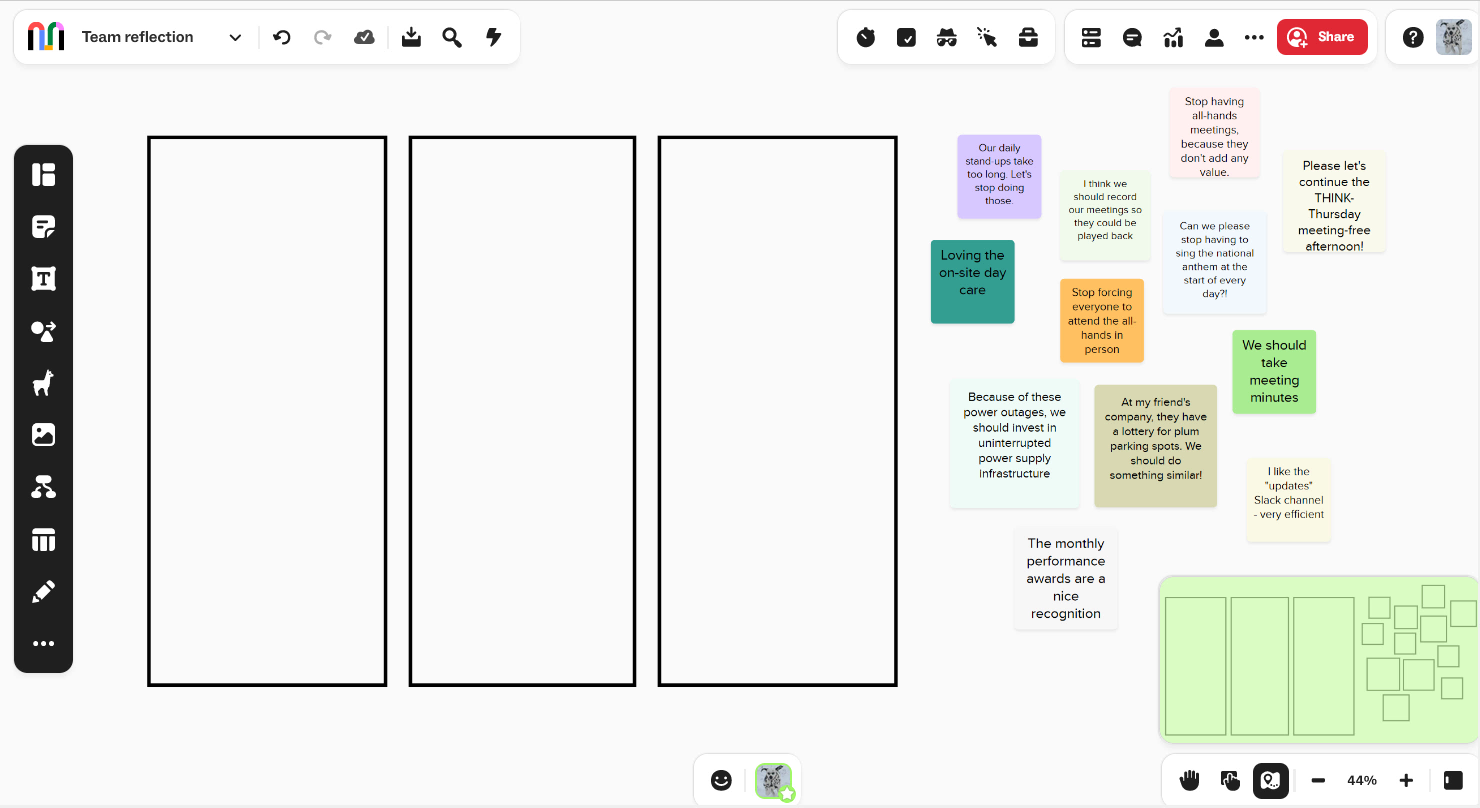 Team reflection
Share
?
Stop having
all-hands
meetings,
because they
don't add any
value.
Our daily
stand-ups take
too long. Let's
stop doing
those.
Please let's
continue the
THINK-
Thursday
meeting-free
afternoon!
I think we
should record
our meetings so
they could be
played back
Can we please
stop having to
sing the national
anthem at the
start of every
day?!
Loving the
on-site day
care
Stop forcing
everyone to
attend the all-
hands in
person
We should
take
meeting
minutes
Because of these
power outages, we
should invest in
uninterrupted
power supply
infrastructure
At my friend's
company, they have
a lottery for plum
parking spots. We
should do
something similar!
I like the
"updates"
Slack channel
- very efficient
The monthly
performance
awards are a
nice
recognition
T
44%